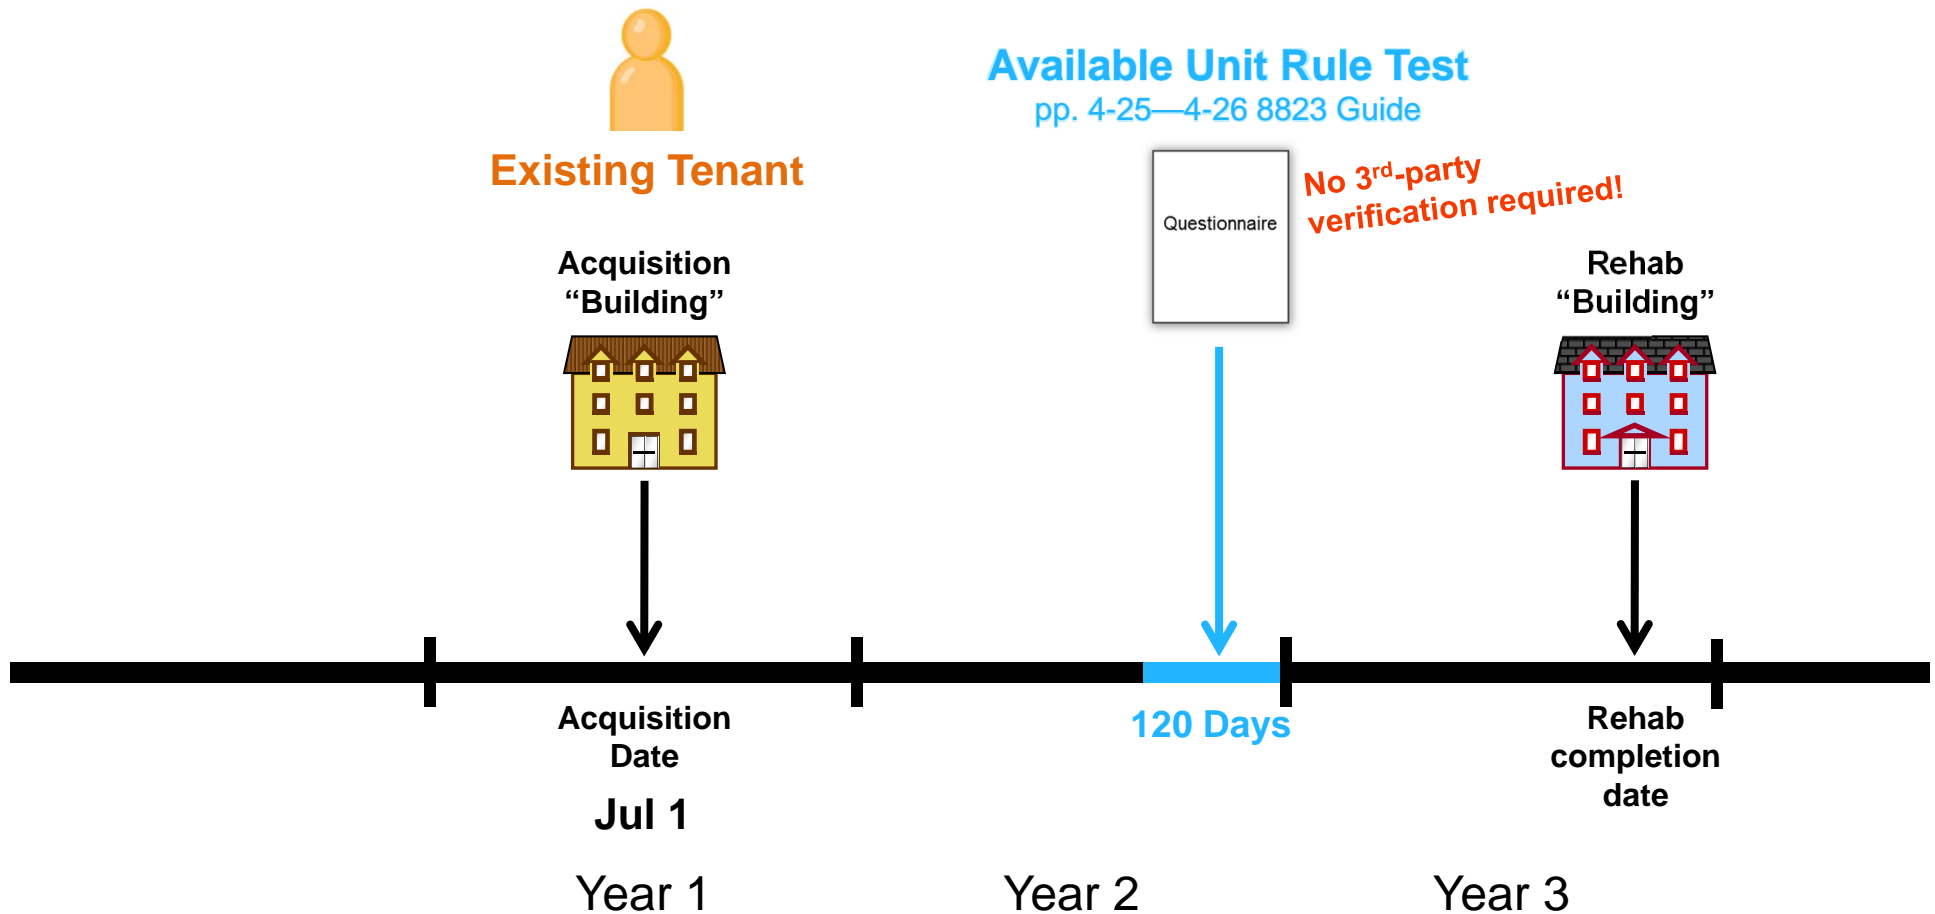 Existing Tenant
Available Unit Rule Test
pp. 4-25—4-26 8823 Guide
Questionnaire
No 3rd-party
verification required!
Acquisition
“Building”
Rehab
“Building”
Acquisition
Date
Jul 1
120 Days
Rehab
completion
date
Year 1
Year 2
Year 3